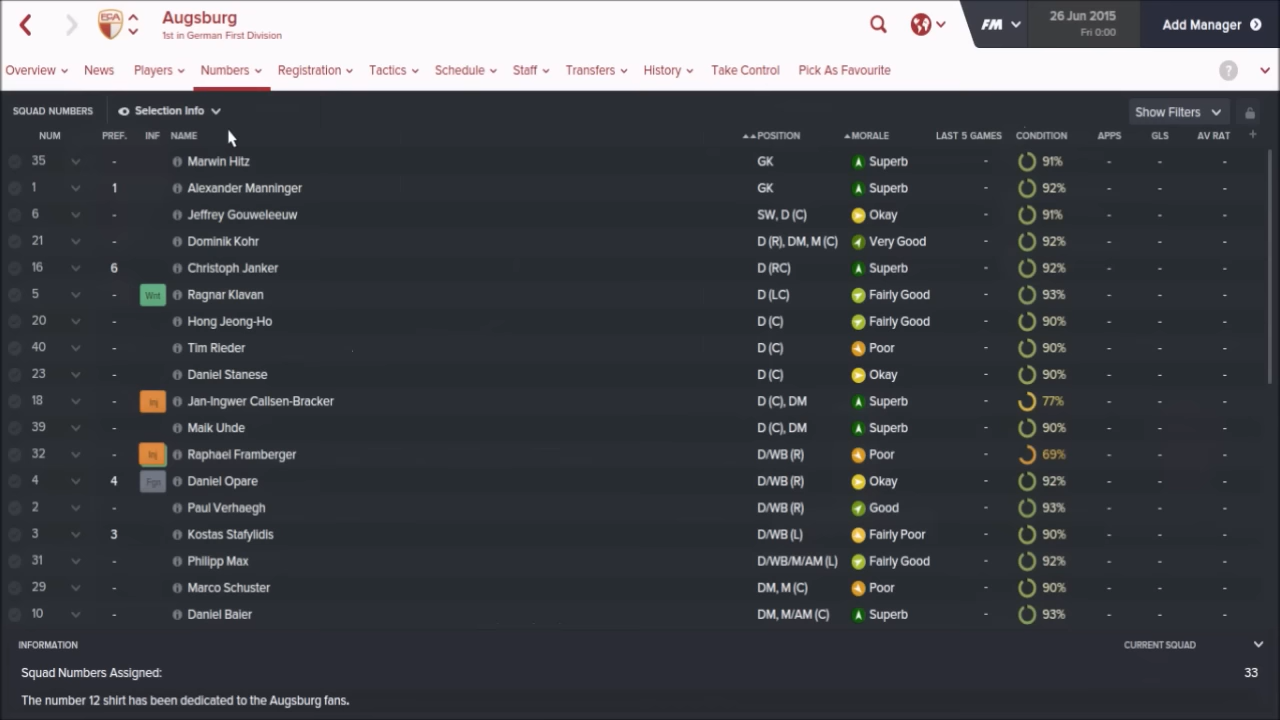 Augsburg
1st in German First Division
FM
26 Jun 2015
Fri 0:00
Add Manager
Overview News Players Numbers Registration Tactics Schedule Staff Transfers History Take Control Pick As Favourite ?
SQUAD NUMBERS Selection Info Show Filters
NUM PREF. INF NAME POSITION MORALE LAST 5 GAMES CONDITION APPS GLS AV RAT +
35 - Marwin Hitz GK Superb - 91% - - -
1 1 Alexander Manninger GK Superb - 92% - - -
6 - Jeffrey Gouweleeuw SW, D (C) Okay - 91% - - -
21 - Dominik Kohr D (R), DM, M (C) Very Good - 92% - - -
16 6 Christoph Janker D (RC) Superb - 92% - - -
5 - Wnt Ragnar Klavan D (LC) Fairly Good - 93% - - -
20 - Hong Jeong-Ho D (C) Fairly Good - 90% - - -
40 - Tim Rieder D (C) Poor - 90% - - -
23 - Daniel Stanese D (C) Okay - 90% - - -
18 - Inj Jan-Ingwer Callsen-Bracker D (C), DM Superb - 77% - - -
39 - Maik Uhde D (C), DM Superb - 90% - - -
32 - Inj Raphael Framberger D/WB (R) Poor - 69% - - -
4 4 Fgn Daniel Opare D/WB (R) Okay - 92% - - -
2 - Paul Verhaegh D/WB (R) Good - 93% - - -
3 3 Kostas Stafylidis D/WB (L) Fairly Poor - 90% - - -
31 - Philipp Max D/WB/M/AM (L) Fairly Good - 92% - - -
29 - Marco Schuster DM, M (C) Poor - 90% - - -
10 - Daniel Baier DM, M/AM (C) Superb - 93% - - -
INFORMATION CURRENT SQUAD
Squad Numbers Assigned: 33
The number 12 shirt has been dedicated to the Augsburg fans.